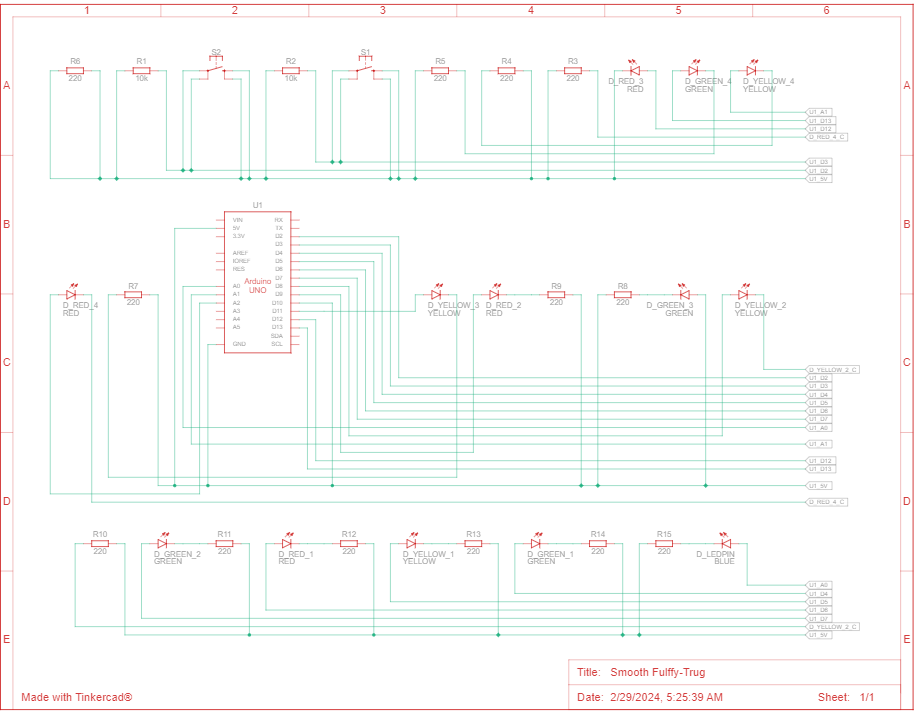 1 2 3 4 5 6
A A
R6 R1 S2 R2 S1 R5 R4 R3
220 10k 10k 220 220 220
D_RED_3 D_GREEN_4 D_YELLOW_4
RED GREEN YELLOW
U1_A1
U1_D13
U1_D12
D_RED_4_C
U1_D3
U1_D2
U1_5V
B B
U1
VIN RX
5V TX
3.3V D2
D3
AREF D4
IOREF D5
RES D6
D7
A0 D8
A1 D9
A2 D10
A3 D11
A4 D12
A5 D13
SDA
GND SCL
Arduino
UNO
R7 R9 R8
220 220 220
D_RED_4 D_YELLOW_3 D_RED_2 D_GREEN_3 D_YELLOW_2
RED YELLOW RED GREEN YELLOW
C C
D_YELLOW_2_C
U1_D2
U1_D3
U1_D4
U1_D5
U1_D6
U1_D7
U1_A0
U1_A1
U1_D12
U1_D13
U1_5V
D_RED_4_C
D D
R10 R11 R12 R13 R14 R15
220 220 220 220 220 220
D_GREEN_2 D_RED_1 D_YELLOW_1 D_GREEN_1 D_LEDPIN
GREEN RED YELLOW GREEN BLUE
U1_A0
U1_D4
U1_D5
U1_D6
U1_D7
D_YELLOW_2_C
U1_5V
E E
Title: Smooth Fulffy-Trug
Made with Tinkercad®
Date: 2/29/2024, 5:25:39 AM Sheet: 1/1